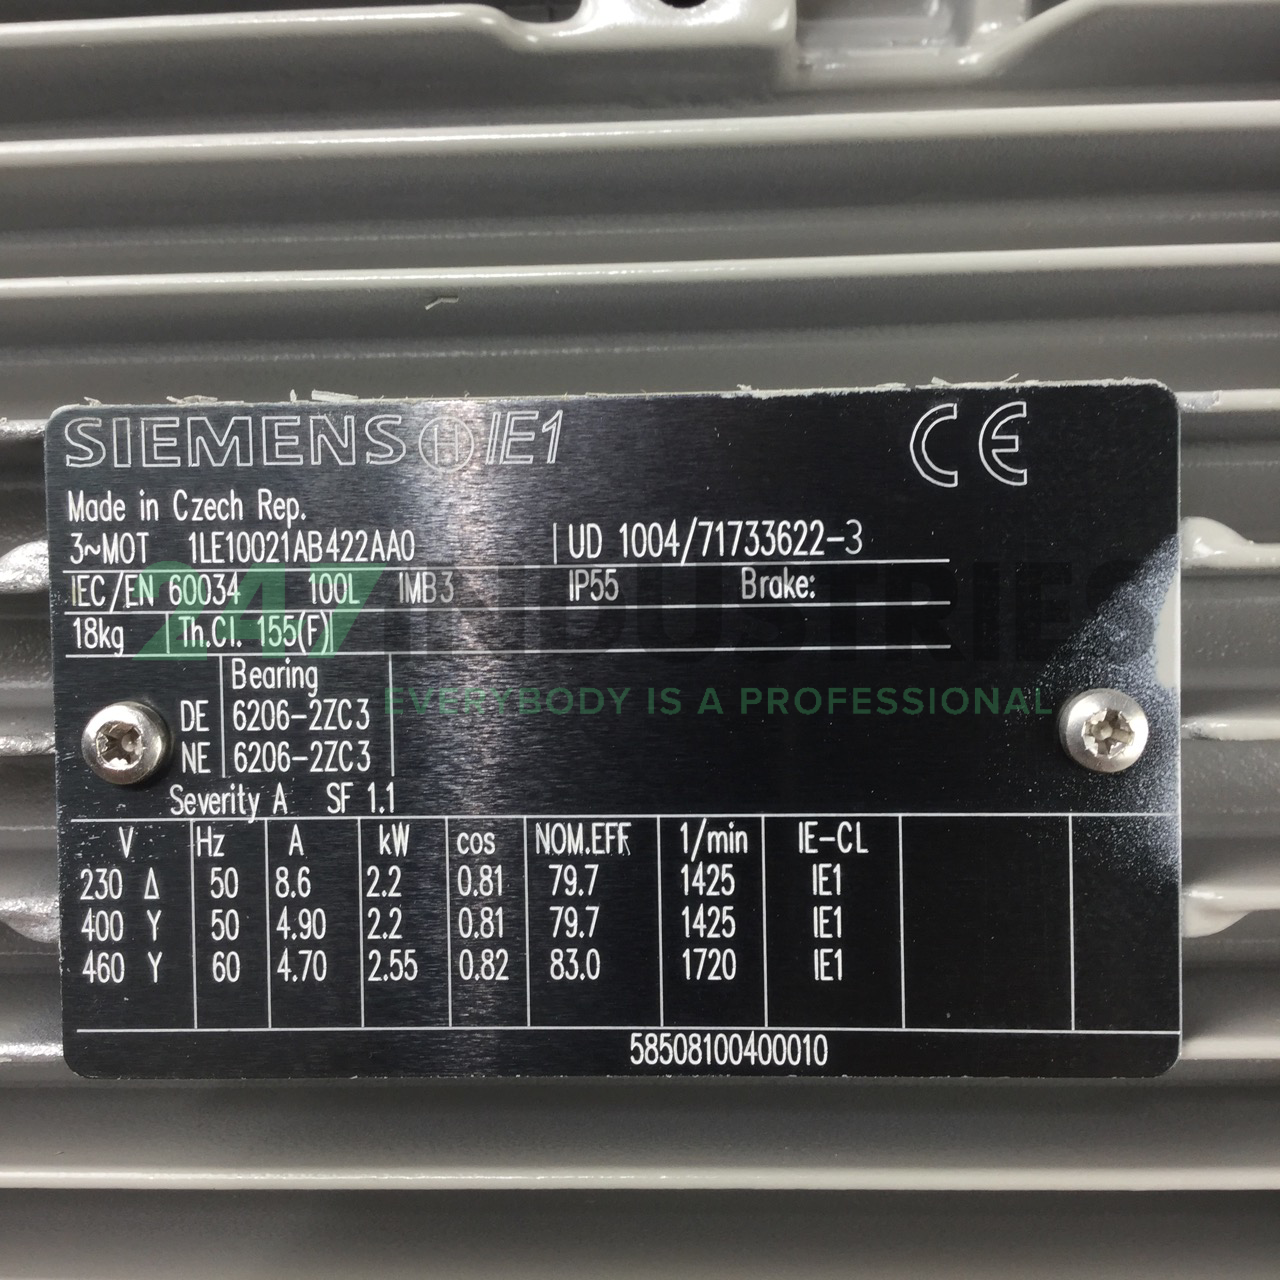 SIEMENS IE1 CE
Made in Czech Rep.
3~MOT 1LE10021AB422AA0 UD 1004/71733622-3
IEC/EN 60034 100L IMB3 IP55 Brake:
18kg Th.Cl. 155(F)
Bearing
DE 6206-2ZC3
NE 6206-2ZC3
Severity A SF 1.1
V Hz A kW cos NOM.EFF 1/min IE-CL
230 Δ 50 8.6 2.2 0.81 79.7 1425 IE1
400 Y 50 4.90 2.2 0.81 79.7 1425 IE1
460 Y 60 4.70 2.55 0.82 83.0 1720 IE1
58508100400010
247 INDUSTRIES
EVERYBODY IS A PROFESSIONAL